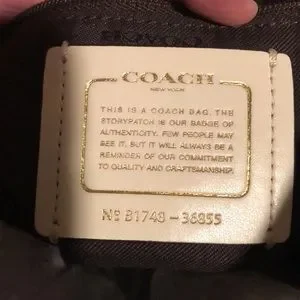 COACH
NEW YORK
THIS IS A COACH BAG. THE
STORYPATCH IS OUR BADGE OF
AUTHENTICITY. FEW PEOPLE MAY
SEE IT. BUT IT WILL ALWAYS BE A
REMINDER OF OUR COMMITMENT
TO QUALITY AND CRAFTSMANSHIP.
Nº B1748-36855